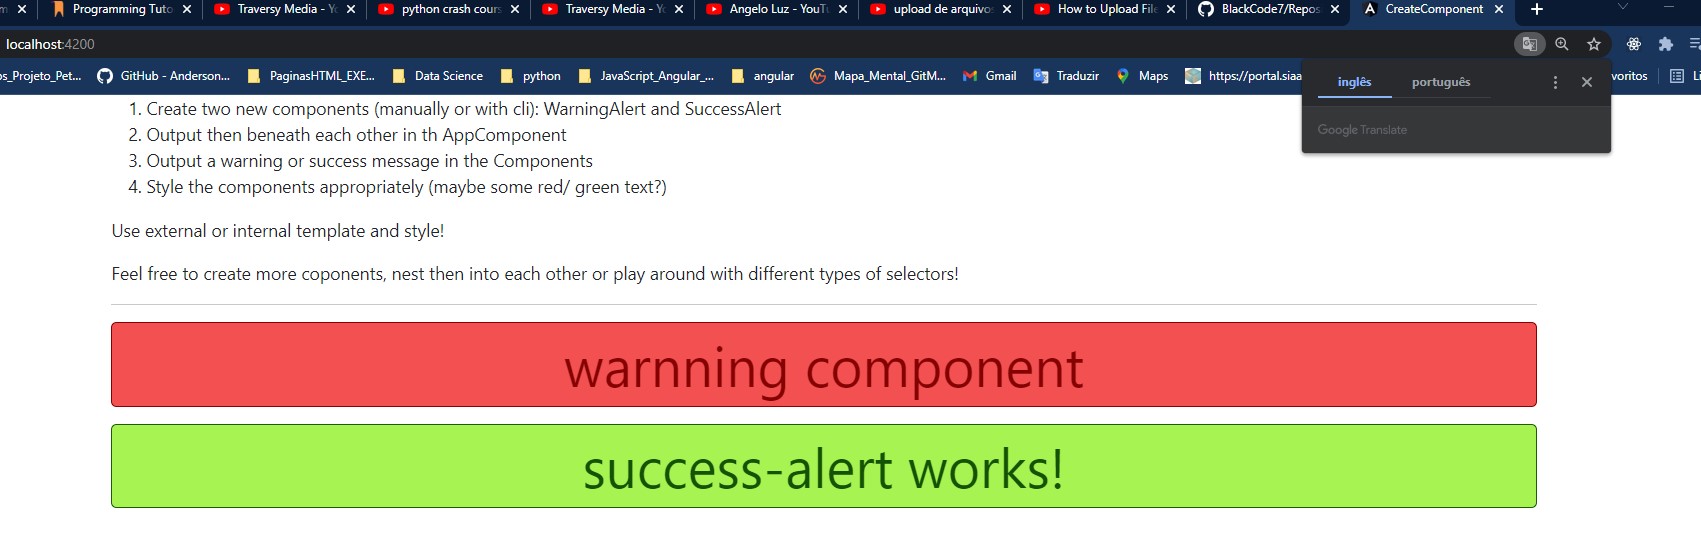 Programming Tuto
Traversy Media - Yo
python crash cours
Traversy Media - Yo
Angelo Luz - YouTu
upload de arquivo
How to Upload File
BlackCode7/Repos
CreateComponent
localhost:4200
os_Projeto_Pet...
GitHub - Anderson...
PaginasHTML_EXE...
Data Science
python
JavaScript_Angular_...
angular
Mapa_Mental_GitM...
Gmail
Traduzir
Maps
https://portal.siaa
voritos
Li
inglês português
Google Translate
1. Create two new components (manually or with cli): WarningAlert and SuccessAlert
2. Output then beneath each other in th AppComponent
3. Output a warning or success message in the Components
4. Style the components appropriately (maybe some red/ green text?)
Use external or internal template and style!
Feel free to create more coponents, nest then into each other or play around with different types of selectors!
warnning component
success-alert works!